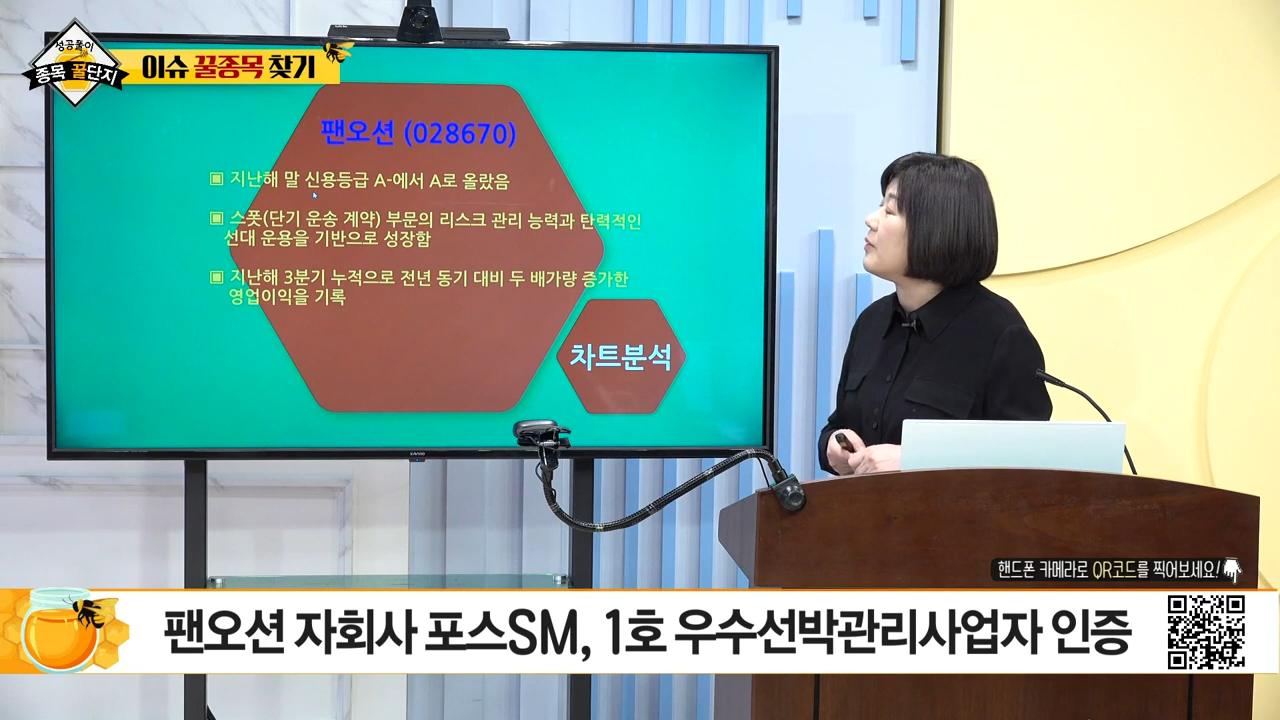 성공풀이
종목 꿀단지
이슈 꿀종목 찾기
팬오션 (028670)
▣ 지난해 말 신용등급 A-에서 A로 올랐음
▣ 스폿(단기 운송 계약) 부문의 리스크 관리 능력과 탄력적인
선대 운용을 기반으로 성장함
▣ 지난해 3분기 누적으로 전년 동기 대비 두 배가량 증가한
영업이익을 기록
차트분석
핸드폰 카메라로 QR코드를 찍어보세요!
팬오션 자회사 포스SM, 1호 우수선박관리사업자 인증